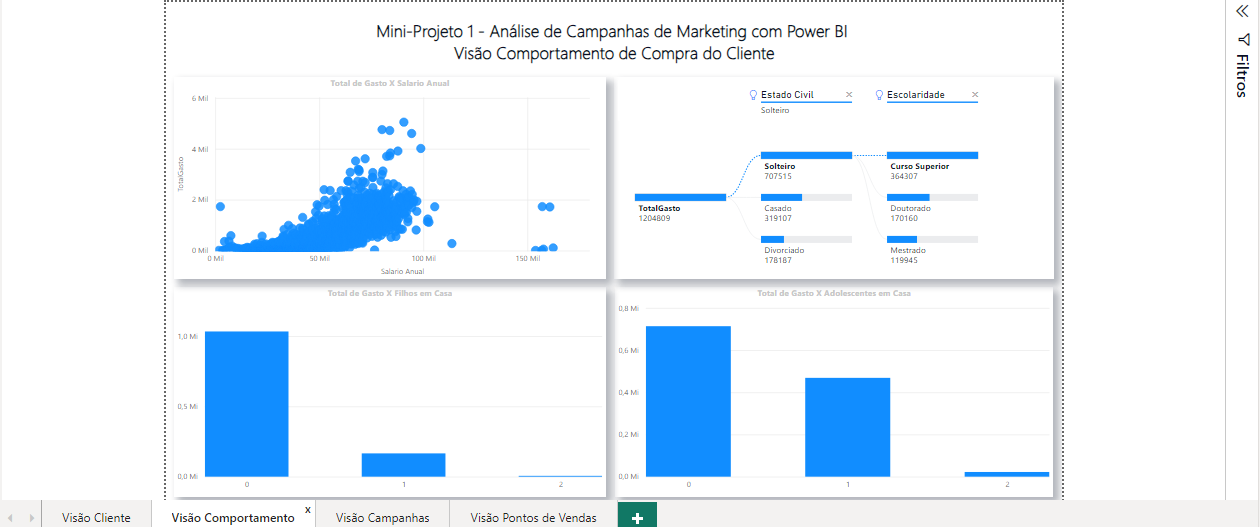 Mini-Projeto 1 - Análise de Campanhas de Marketing com Power BI
Visão Comportamento de Compra do Cliente
Filtros
Total de Gasto X Salario Anual
TotalGasto
6 Mil
4 Mil
2 Mil
0 Mil
0 Mil
50 Mil
100 Mil
150 Mil
Salario Anual
Estado Civil
Solteiro
Escolaridade
TotalGasto
1204809
Solteiro
707515
Casado
319107
Divorciado
178187
Curso Superior
364307
Doutorado
170160
Mestrado
119945
Total de Gasto X Filhos em Casa
1,0 Mi
0,5 Mi
0,0 Mi
0
1
2
Total de Gasto X Adolescentes em Casa
0,8 Mi
0,6 Mi
0,4 Mi
0,2 Mi
0,0 Mi
0
1
2
Visão Cliente
Visão Comportamento
x
Visão Campanhas
Visão Pontos de Vendas